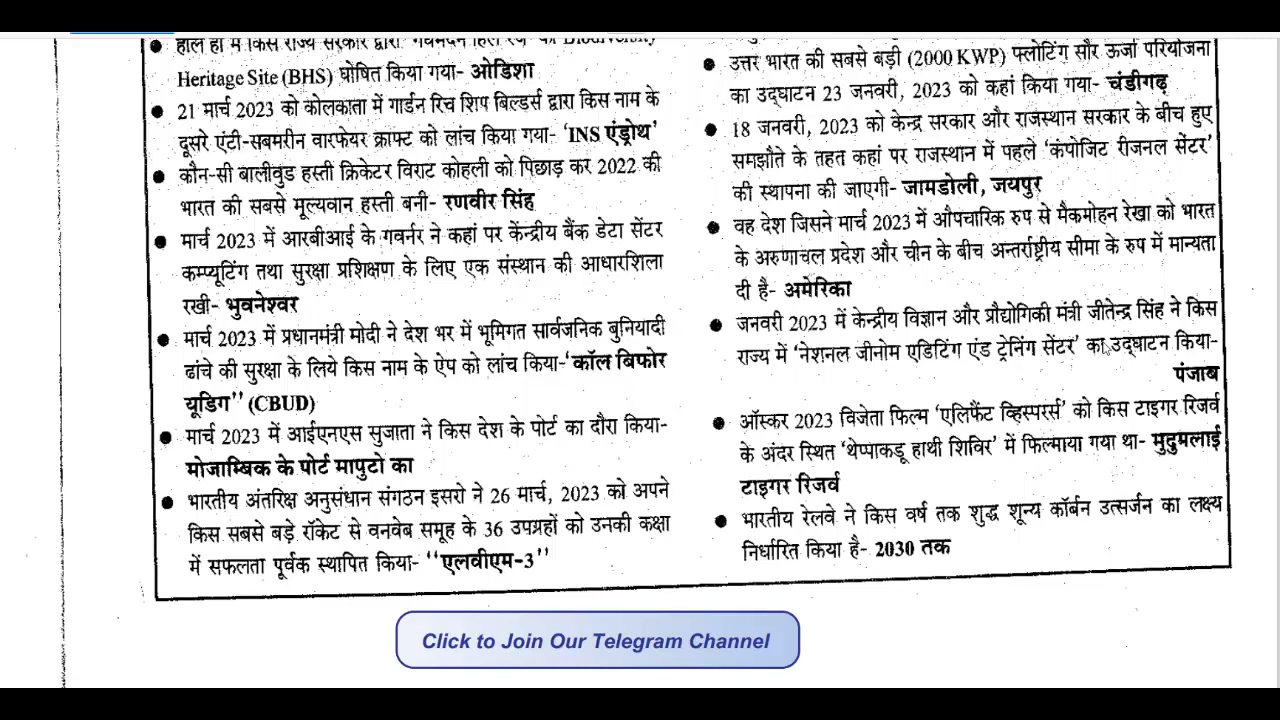 हाल ही में किस राज्य सरकार द्वारा
Heritage Site (BHS) घोषित किया गया- ओडिशा
21 मार्च 2023 को कोलकाता में गार्डन रिच शिप बिल्डर्स द्वारा किस नाम के
दूसरे एंटी-सबमरीन वारफेयर क्राफ्ट को लांच किया गया- 'INS एंड्रोथ'
कौन-सी बालीवुड हस्ती क्रिकेटर विराट कोहली को पिछाड़ कर 2022 की
भारत की सबसे मूल्यवान हस्ती बनी- रणवीर सिंह
मार्च 2023 में आरबीआई के गवर्नर ने कहां पर केंन्द्रीय बैंक डेटा सेंटर
कम्प्यूटिंग तथा सुरक्षा प्रशिक्षण के लिए एक संस्थान की आधारशिला
रखी- भुवनेश्वर
मार्च 2023 में प्रधानमंत्री मोदी ने देश भर में भूमिगत सार्वजनिक बुनियादी
ढांचे की सुरक्षा के लिये किस नाम के ऐप को लांच किया-'कॉल बिफोर
यूडिग'' (CBUD)
मार्च 2023 में आईएनएस सुजाता ने किस देश के पोर्ट का दौरा किया-
मोजाम्बिक के पोर्ट मापुटो का
भारतीय अंतरिक्ष अनुसंधान संगठन इसरो ने 26 मार्च, 2023 को अपने
किस सबसे बड़े रॉकेट से वनवेब समूह के 36 उपग्रहों को उनकी कक्षा
में सफलता पूर्वक स्थापित किया- ''एलवीएम-3''
उत्तर भारत की सबसे बड़ी (2000 KWP) फ्लोटिंग सौर ऊर्जा परियोजना
का उद्घाटन 23 जनवरी, 2023 को कहां किया गया- चंडीगढ़
18 जनवरी, 2023 को केन्द्र सरकार और राजस्थान सरकार के बीच हुए
समझौते के तहत कहां पर राजस्थान में पहले 'कंपोजिट रीजनल सेंटर'
की स्थापना की जाएगी- जामडोली, जयपुर
वह देश जिसने मार्च 2023 में औपचारिक रुप से मैकमोहन रेखा को भारत
के अरुणाचल प्रदेश और चीन के बीच अन्तर्राष्ट्रीय सीमा के रुप में मान्यता
दी है- अमेरिका
जनवरी 2023 में केन्द्रीय विज्ञान और प्रौद्योगिकी मंत्री जीतेन्द्र सिंह ने किस
राज्य में 'नेशनल जीनोम एडिटिंग एंड ट्रेनिंग सेंटर' का उद्घाटन किया-
पंजाब
ऑस्कर 2023 विजेता फिल्म 'एलिफैंट व्हिस्परर्स' को किस टाइगर रिजर्व
के अंदर स्थित 'थेप्पाकडू हाथी शिविर' में फिल्माया गया था- मुदुमलाई
टाइगर रिजर्व
भारतीय रेलवे ने किस वर्ष तक शुद्ध शून्य कॉर्बन उत्सर्जन का लक्ष्य
निर्धारित किया है- 2030 तक
Click to Join Our Telegram Channel